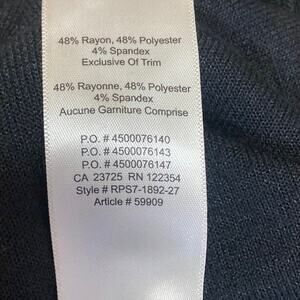 48% Rayon, 48% Polyester
4% Spandex
Exclusive Of Trim
48% Rayonne, 48% Polyester
4% Spandex
Aucune Garniture Comprise
P.O. # 4500076140
P.O. # 4500076143
P.O. # 4500076147
CA 23725 RN 122354
Style # RPS7-1892-27
Article # 59909